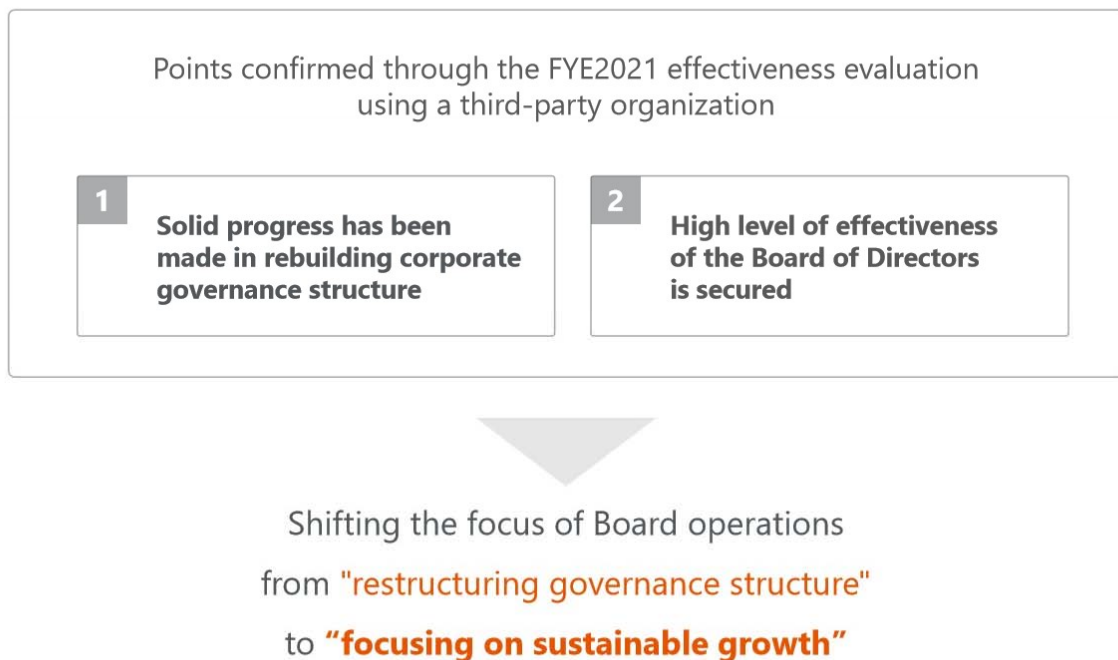 Points confirmed through the FYE2021 effectiveness evaluation
using a third-party organization
1
Solid progress has been
made in rebuilding corporate
governance structure
2
High level of effectiveness
of the Board of Directors
is secured
Shifting the focus of Board operations
from "restructuring governance structure"
to “focusing on sustainable growth”